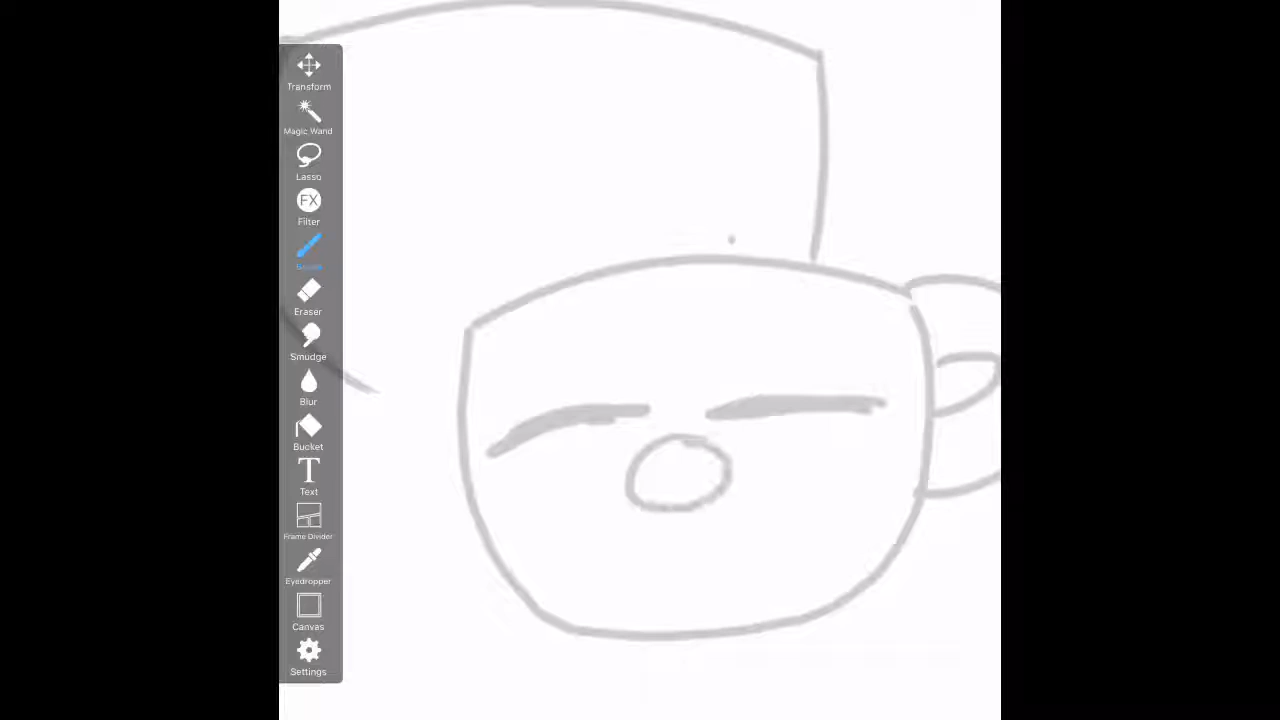 Transform
Magic Wand
Lasso
FX
Filter
Eraser
Smudge
Blur
Bucket
T
Text
Frame Divider
Eyedropper
Canvas
Settings